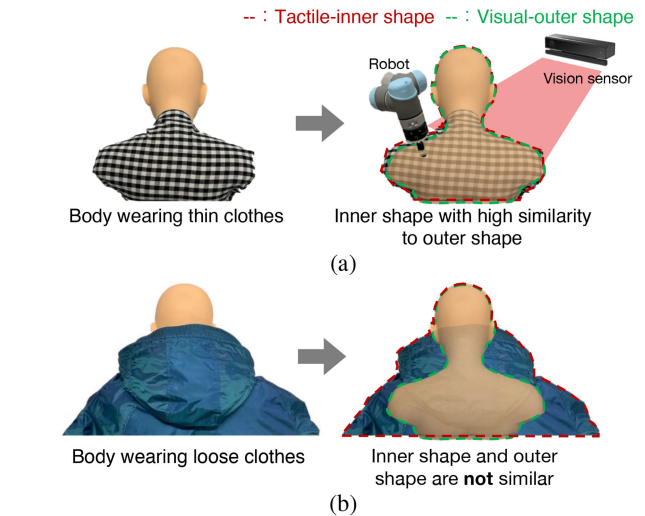 -- : Tactile-inner shape -- : Visual-outer shape
Robot
Vision sensor
Body wearing thin clothes
Inner shape with high similarity
to outer shape
(a)
Body wearing loose clothes
Inner shape and outer
shape are not similar
(b)